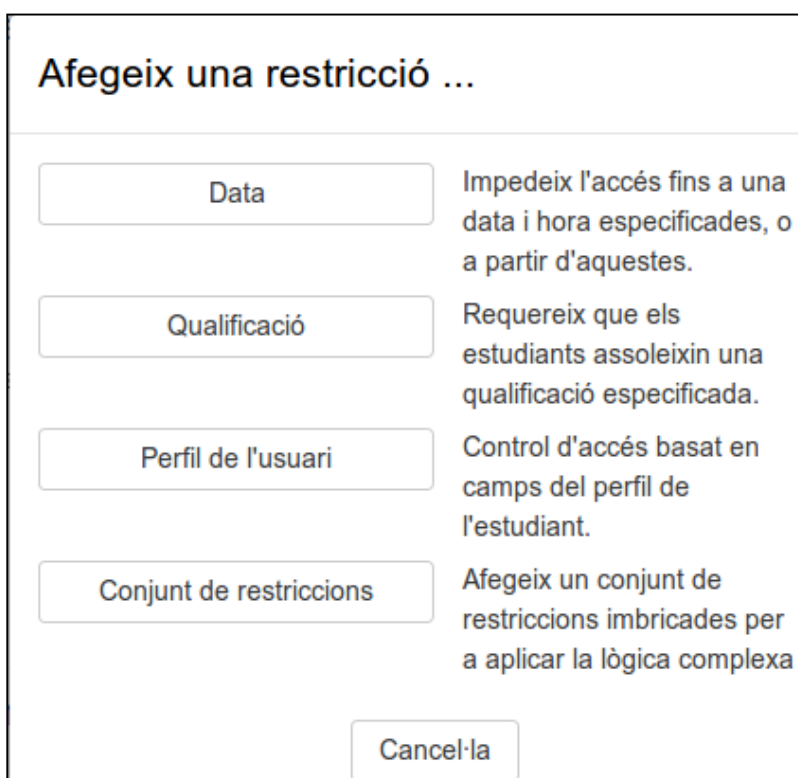 Afegeix una restricció ...
Data
Impedeix l'accés fins a una
data i hora especificades, o
a partir d'aquestes.
Qualificació
Requereix que els
estudiants assoleixin una
qualificació especificada.
Perfil de l'usuari
Control d'accés basat en
camps del perfil de
l'estudiant.
Conjunt de restriccions
Afegeix un conjunt de
restriccions imbricades per
a aplicar la lògica complexa
Cancel·la